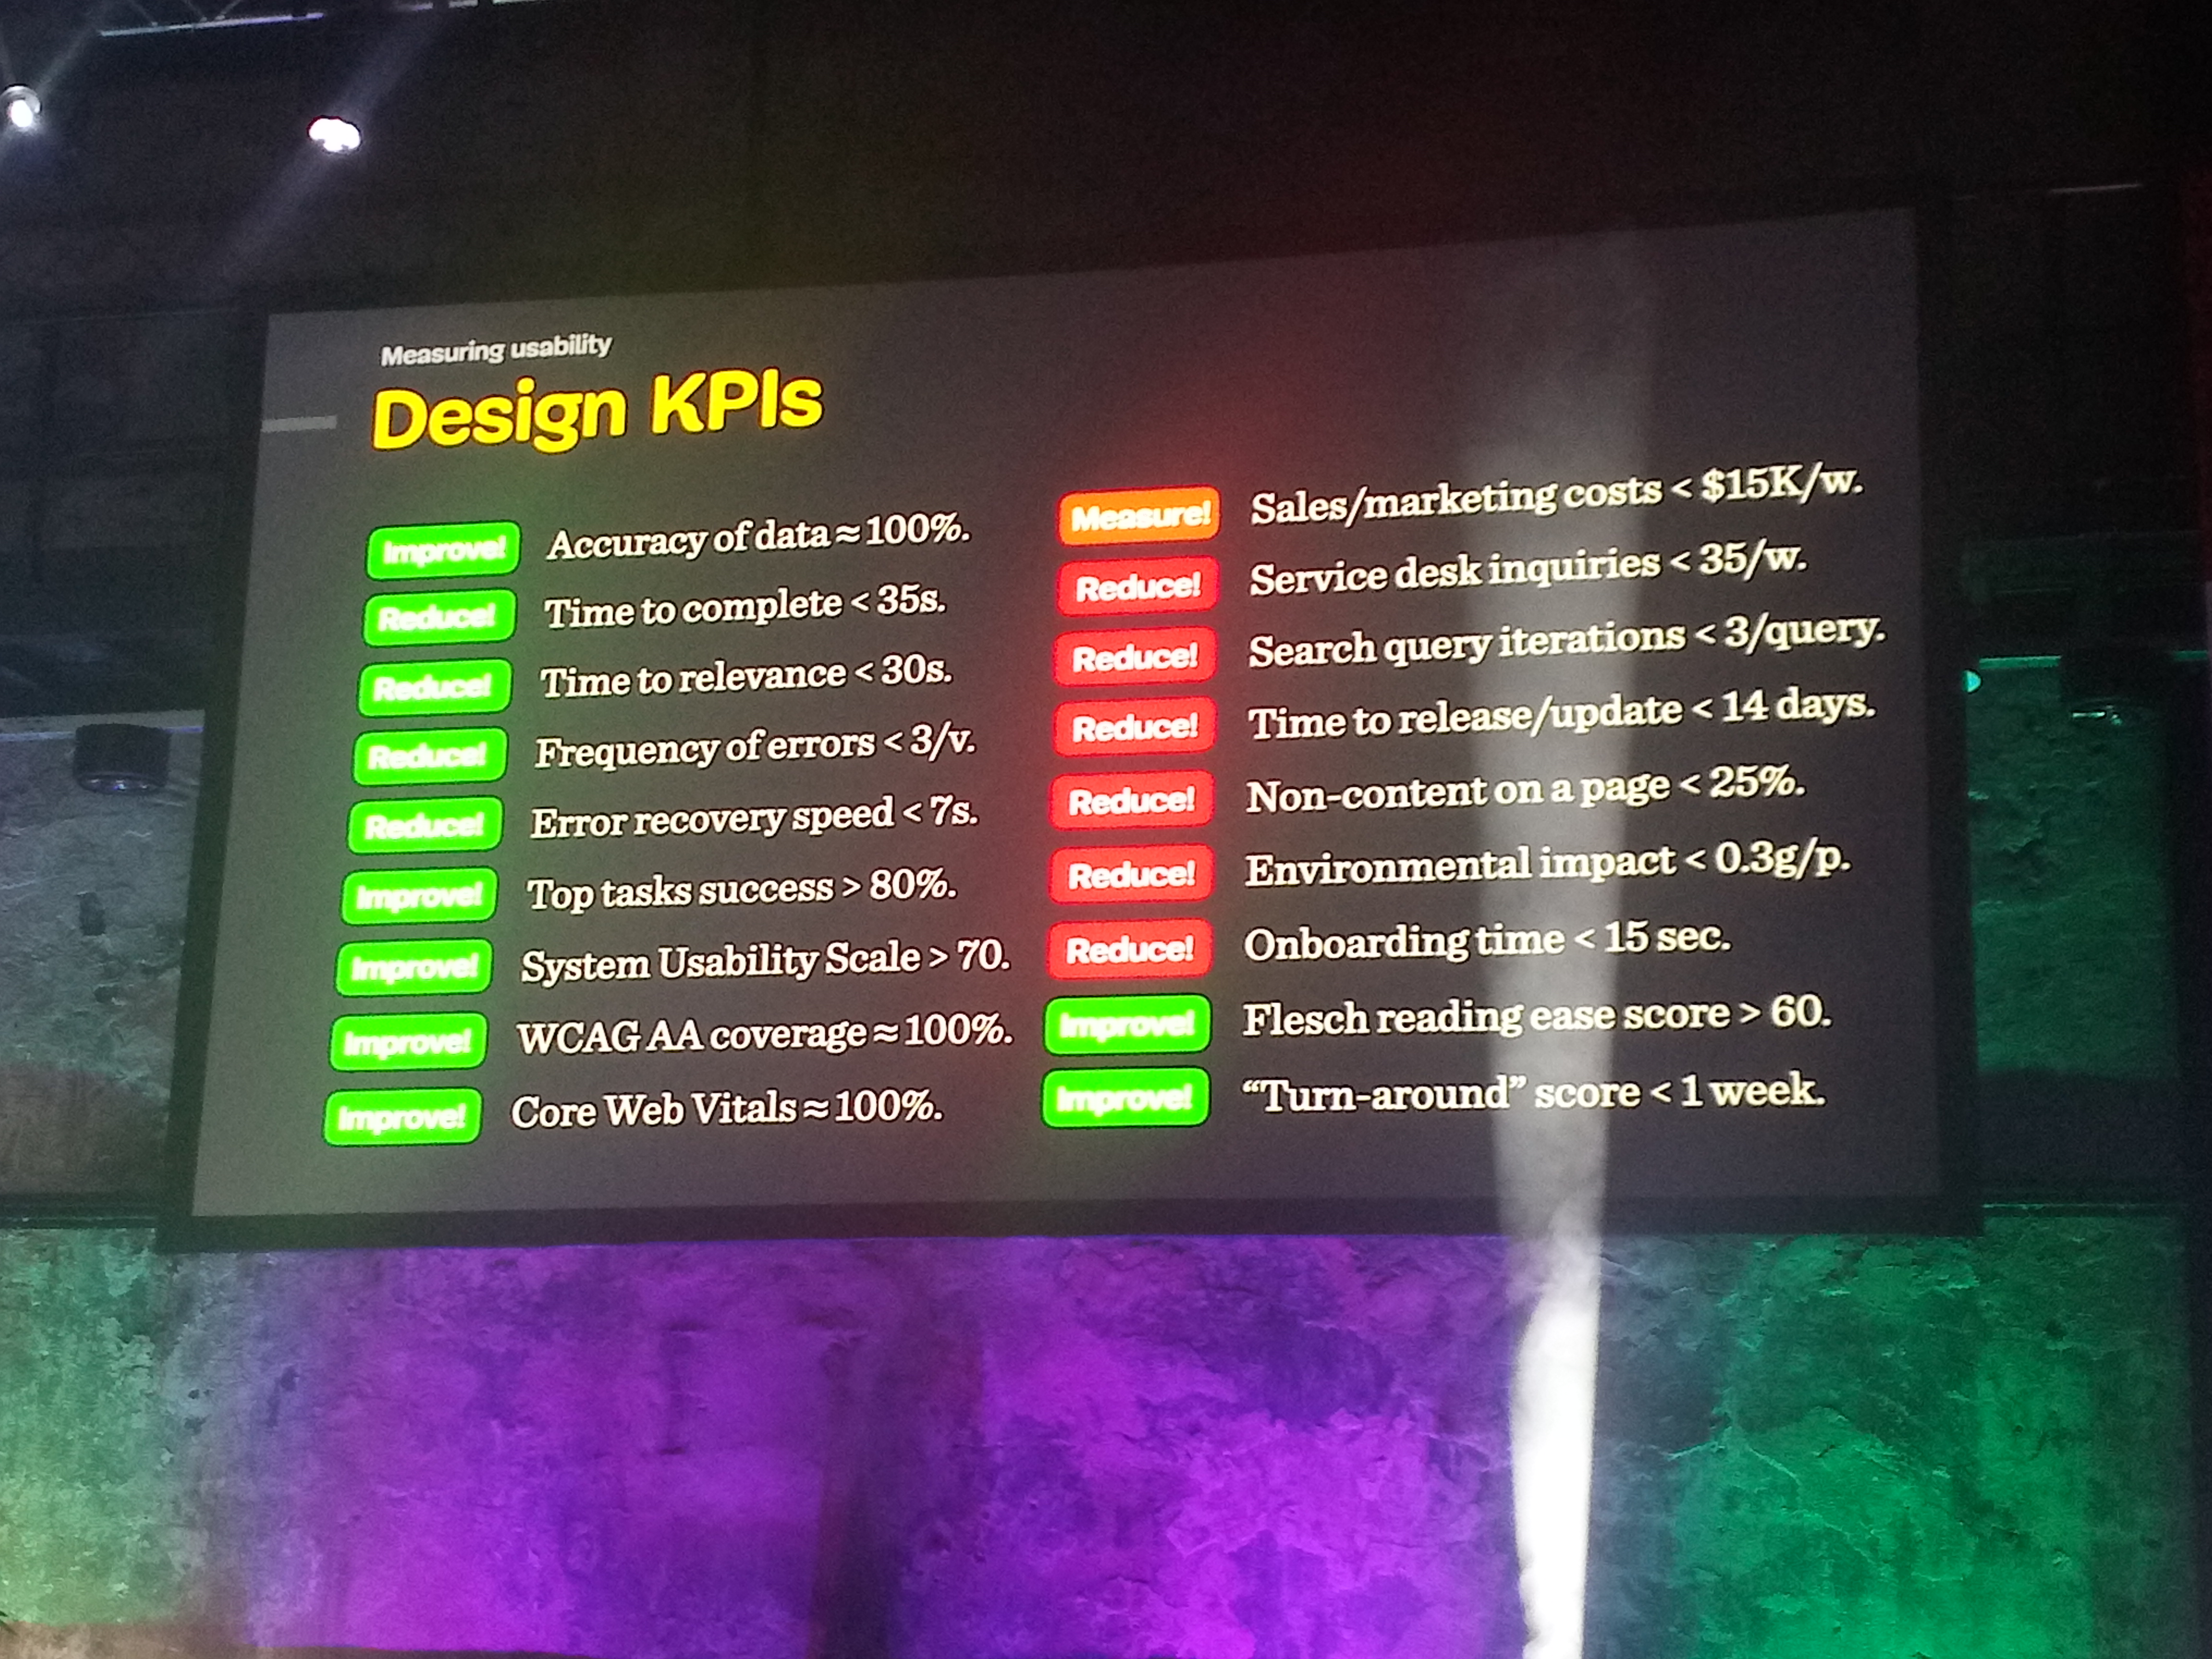 Measuring usability
Design KPIs
Improve! Accuracy of data ≈ 100%.
Reduce! Time to complete < 35s.
Reduce! Time to relevance < 30s.
Reduce! Frequency of errors < 3/v.
Reduce! Error recovery speed < 7s.
Improve! Top tasks success > 80%.
Improve! System Usability Scale > 70.
Improve! WCAG AA coverage ≈ 100%.
Improve! Core Web Vitals ≈ 100%.
Measure! Sales/marketing costs < $15K/w.
Reduce! Service desk inquiries < 35/w.
Reduce! Search query iterations < 3/query.
Reduce! Time to release/update < 14 days.
Reduce! Non-content on a page < 25%.
Reduce! Environmental impact < 0.3g/p.
Reduce! Onboarding time < 15 sec.
Improve! Flesch reading ease score > 60.
Improve! “Turn-around” score < 1 week.